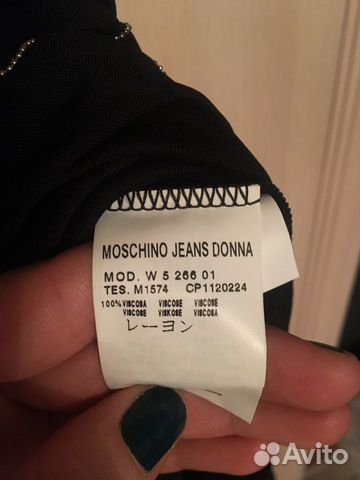 MOSCHINO JEANS DONNA
MOD. W 5 266 01
TES. M1574 CP1120224
100% VISCOSA VISCOSE VISCOSE
VISCOSE VISKOSE VISCOSE
レーヨン
Avito